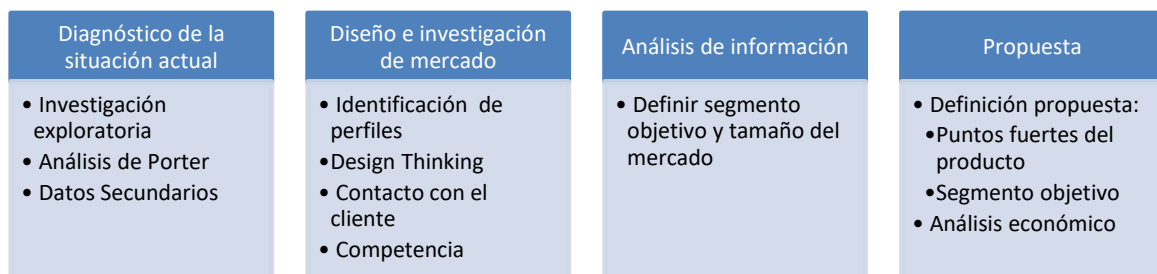 Diagnóstico de la
situación actual
• Investigación
exploratoria
• Análisis de Porter
• Datos Secundarios
Diseño e investigación
de mercado
• Identificación de
perfiles
•Design Thinking
• Contacto con el
cliente
• Competencia
Análisis de información
• Definir segmento
objetivo y tamaño del
mercado
Propuesta
• Definición propuesta:
•Puntos fuertes del
producto
•Segmento objetivo
• Análisis económico